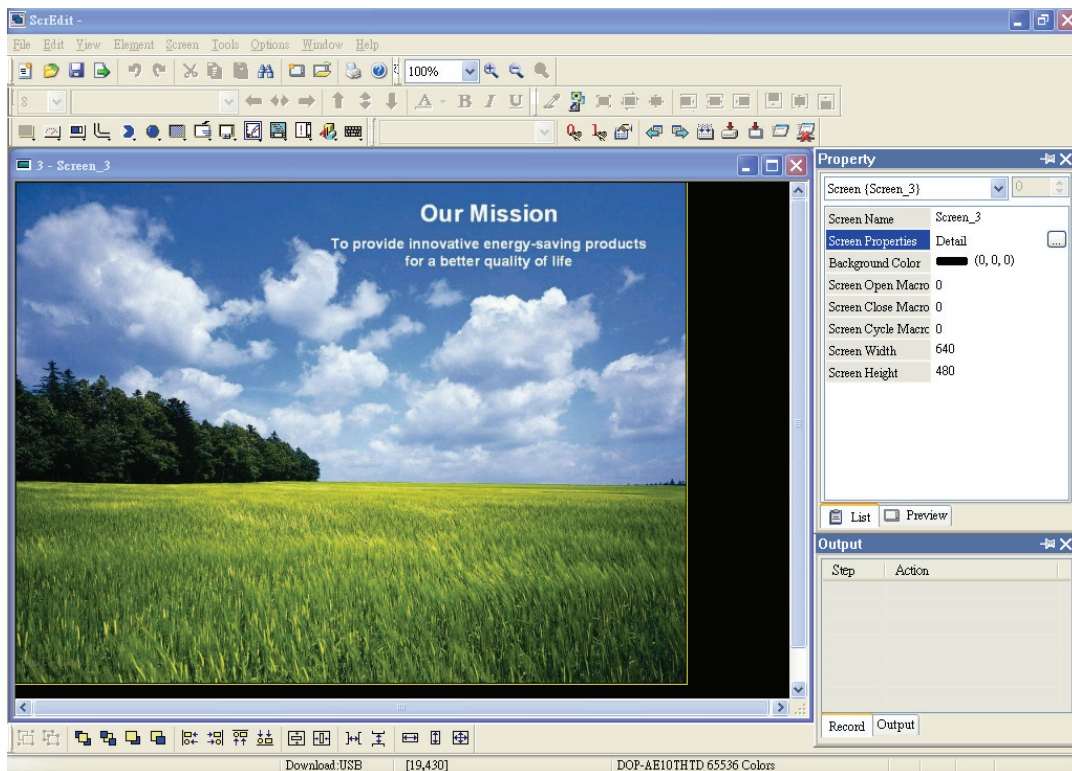 ScrEdit -
File Edit View Element Screen Tools Options Window Help
100%
8
A - B I U
3 - Screen_3
Our Mission
To provide innovative energy-saving products
for a better quality of life
Property
Screen {Screen_3}
0
Screen Name Screen_3
Screen Properties Detail ...
Background Color (0, 0, 0)
Screen Open Macro 0
Screen Close Macro 0
Screen Cycle Macro 0
Screen Width 640
Screen Height 480
List Preview
Output
Step Action
Record Output
Download:USB [19,430] DOP-AE10THTD 65536 Colors